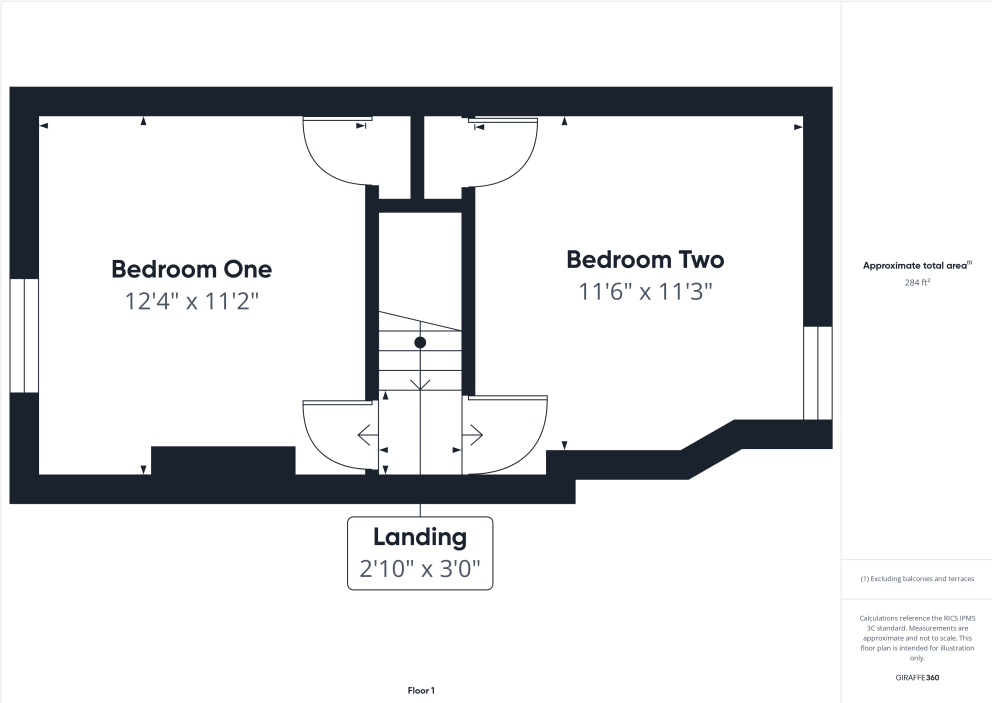 Bedroom One
12'4" x 11'2"
Bedroom Two
11'6" x 11'3"
Landing
2'10" x 3'0"
Floor 1
Approximate total area⁽¹⁾
284 ft²
(1) Excluding balconies and terraces
Calculations reference the RICS IPMS
3C standard. Measurements are
approximate and not to scale. This
floor plan is intended for illustration
only.
GIRAFFE360